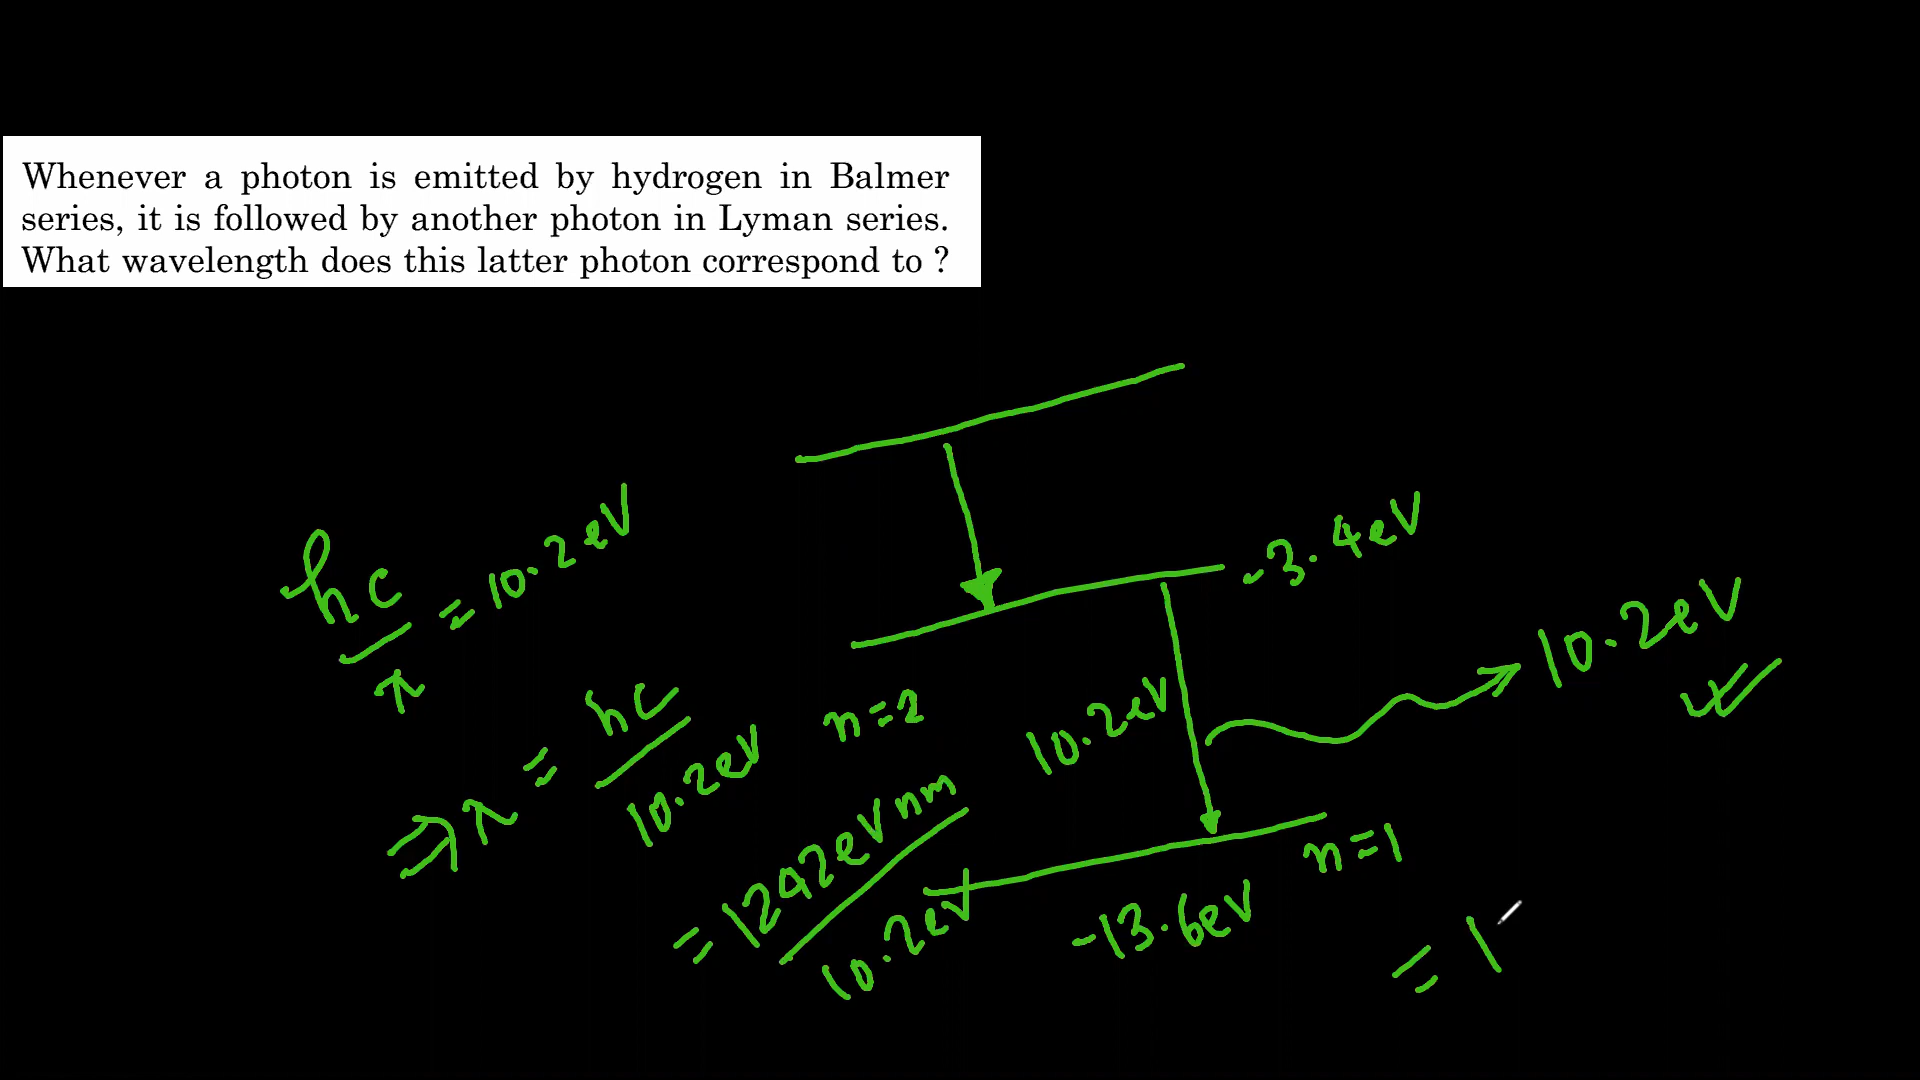 Whenever a photon is emitted by hydrogen in Balmer
series, it is followed by another photon in Lyman series.
What wavelength does this latter photon correspond to ?
hc/λ = 10.2eV
-3.4eV
10.2eV
⇒ λ = hc/10.2eV
n=2
10.2eV
= 1242eVnm/10.2eV
n=1
-13.6eV
= 1